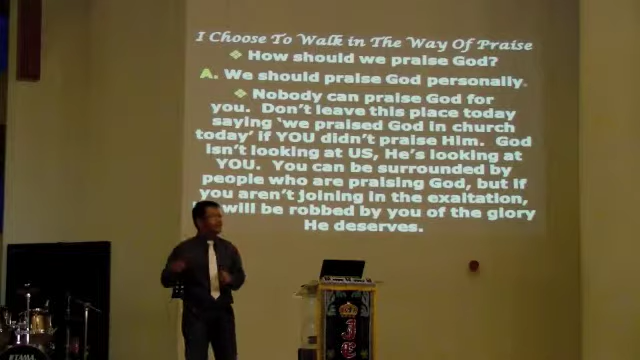 I Choose To Walk in The Way Of Praise
❖ How should we praise God?
A. We should praise God personally.
❖ Nobody can praise God for
you. Don't leave this place today
saying 'we praised God in church
today' if YOU didn't praise Him. God
isn't looking at US, He's looking at
YOU. You can be surrounded by
people who are praising God, but if
you aren't joining in the exaltation,
will be robbed by you of the glory
He deserves.
TAMA